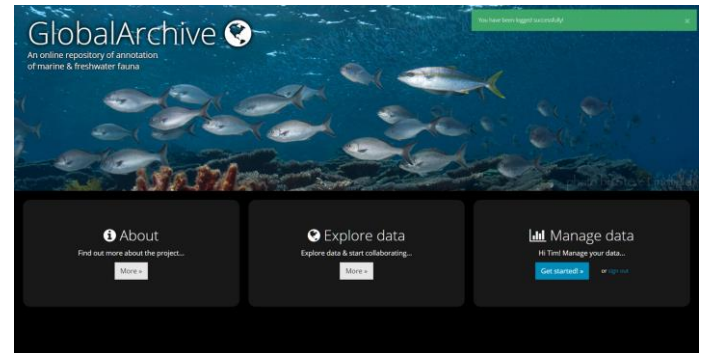 GlobalArchive
An online repository of annotation
of marine & freshwater fauna
You have been logged successfully!
×
About
Find out more about the project...
More »
Explore data
Explore data & start collaborating...
More »
Manage data
Hi Tim! Manage your data...
Get started! » or sign out